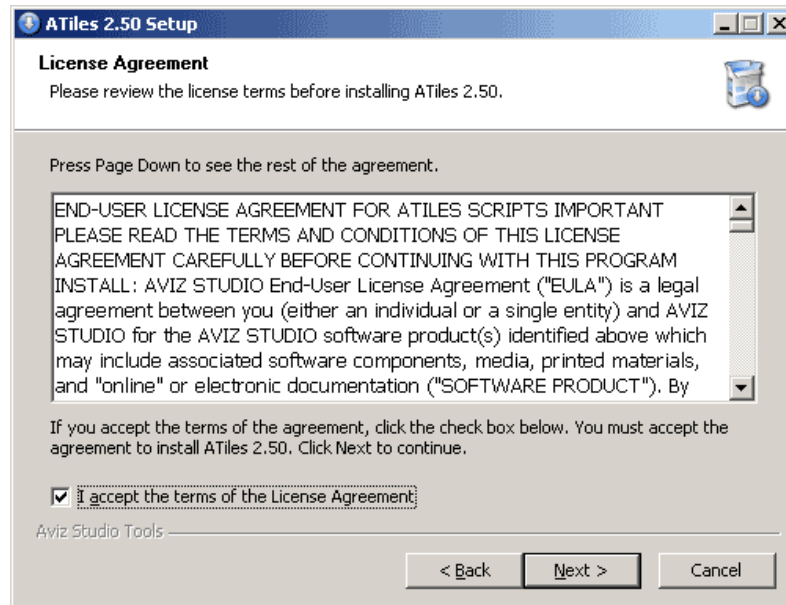 ATiles 2.50 Setup
License Agreement
Please review the license terms before installing ATiles 2.50.
Press Page Down to see the rest of the agreement.
END-USER LICENSE AGREEMENT FOR ATILES SCRIPTS IMPORTANT
PLEASE READ THE TERMS AND CONDITIONS OF THIS LICENSE
AGREEMENT CAREFULLY BEFORE CONTINUING WITH THIS PROGRAM
INSTALL: AVIZ STUDIO End-User License Agreement ("EULA") is a legal
agreement between you (either an individual or a single entity) and AVIZ
STUDIO for the AVIZ STUDIO software product(s) identified above which
may include associated software components, media, printed materials,
and "online" or electronic documentation ("SOFTWARE PRODUCT"). By
If you accept the terms of the agreement, click the check box below. You must accept the
agreement to install ATiles 2.50. Click Next to continue.
I accept the terms of the License Agreement
Aviz Studio Tools
< Back
Next >
Cancel